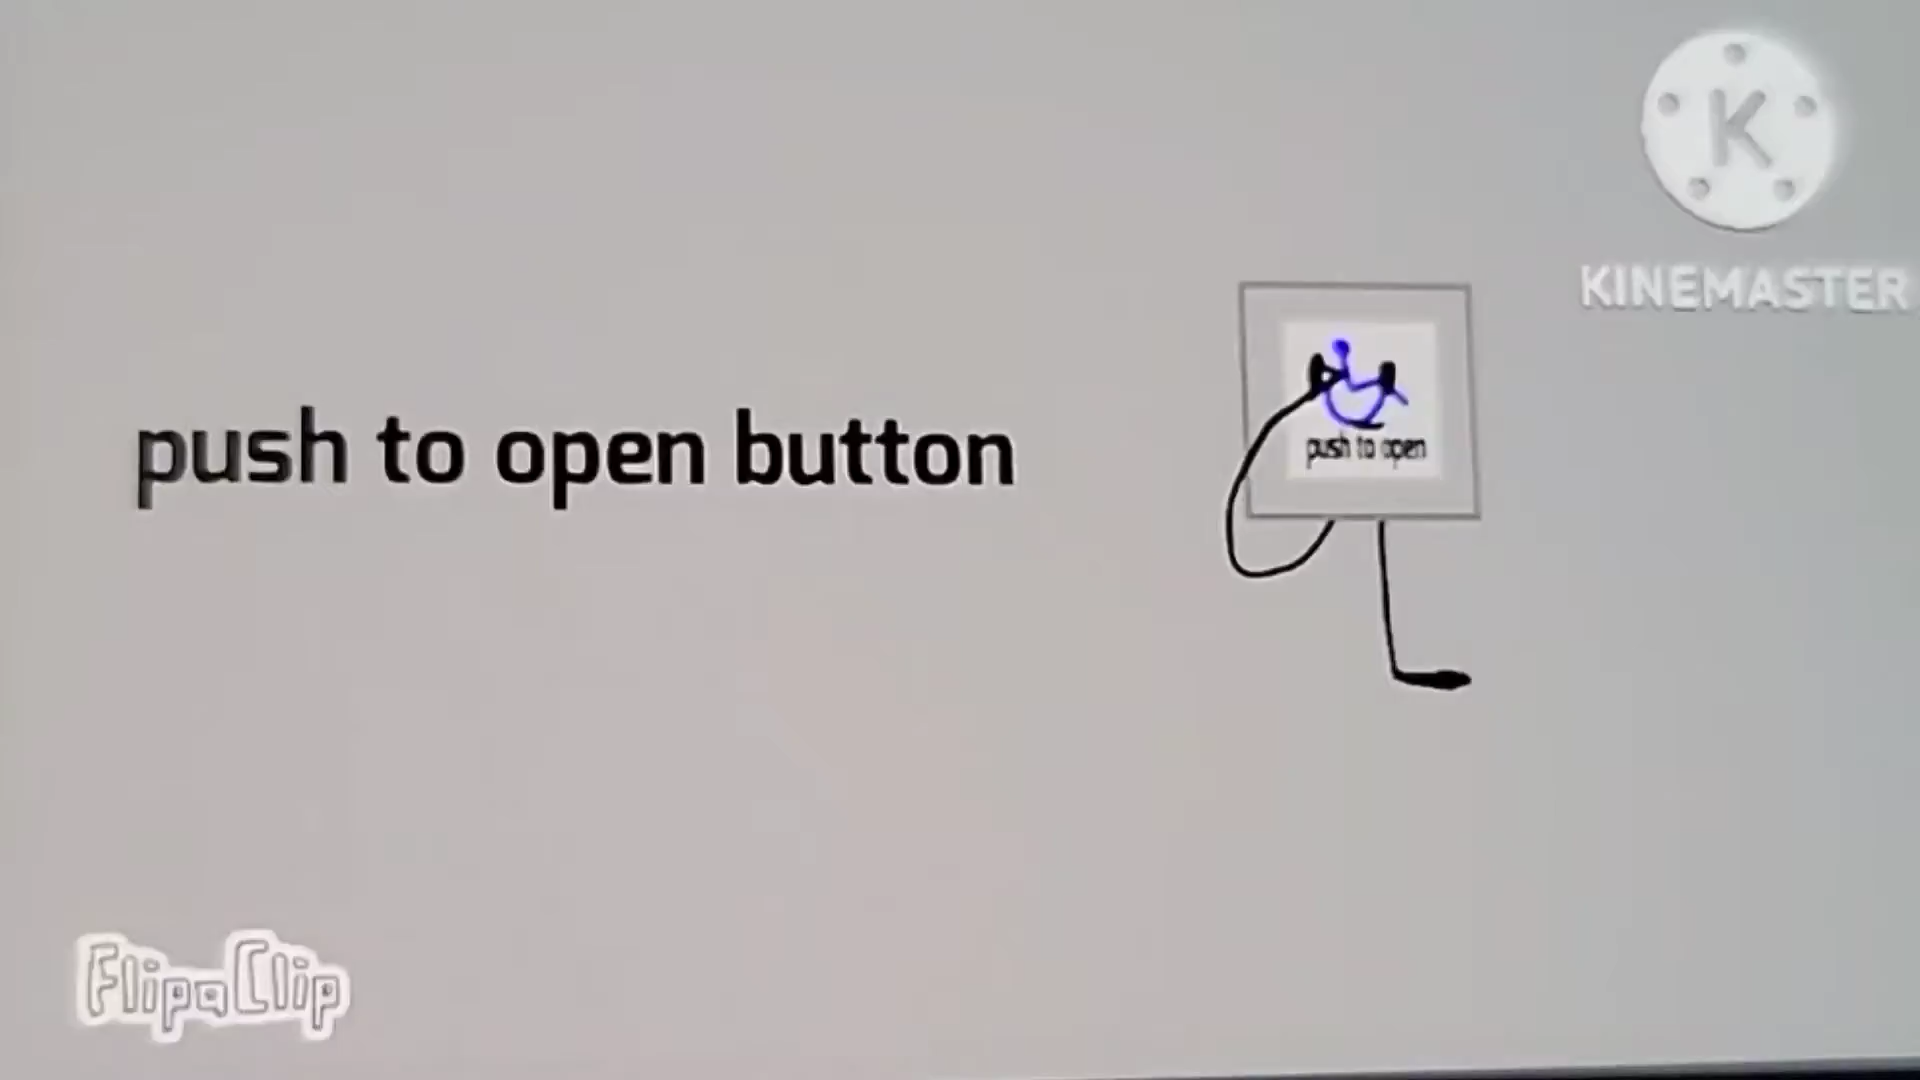 K
KINEMASTER
push to open button
push to open
FlipaClip